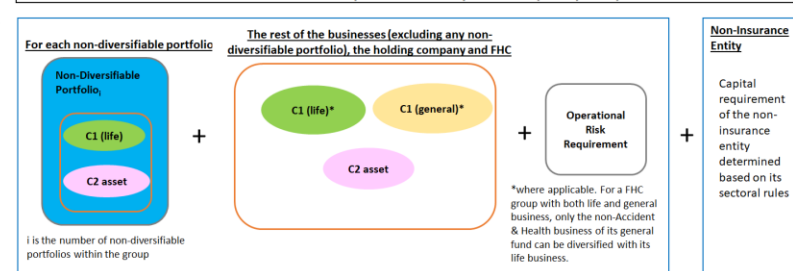 For each non-diversifiable portfolio
Non-Diversifiable
Portfolioi
C1 (life)
C2 asset
i is the number of non-diversifiable
portfolios within the group
+
The rest of the businesses (excluding any non-
diversifiable portfolio), the holding company and FHC
C1 (life)*
C1 (general)*
C2 asset
+
Operational
Risk
Requirement
*where applicable. For a FHC
group with both life and general
business, only the non-Accident
& Health business of its general
fund can be diversified with its
life business.
+
Non-Insurance
Entity
Capital
requirement
of the non-
insurance
entity
determined
based on its
sectoral rules